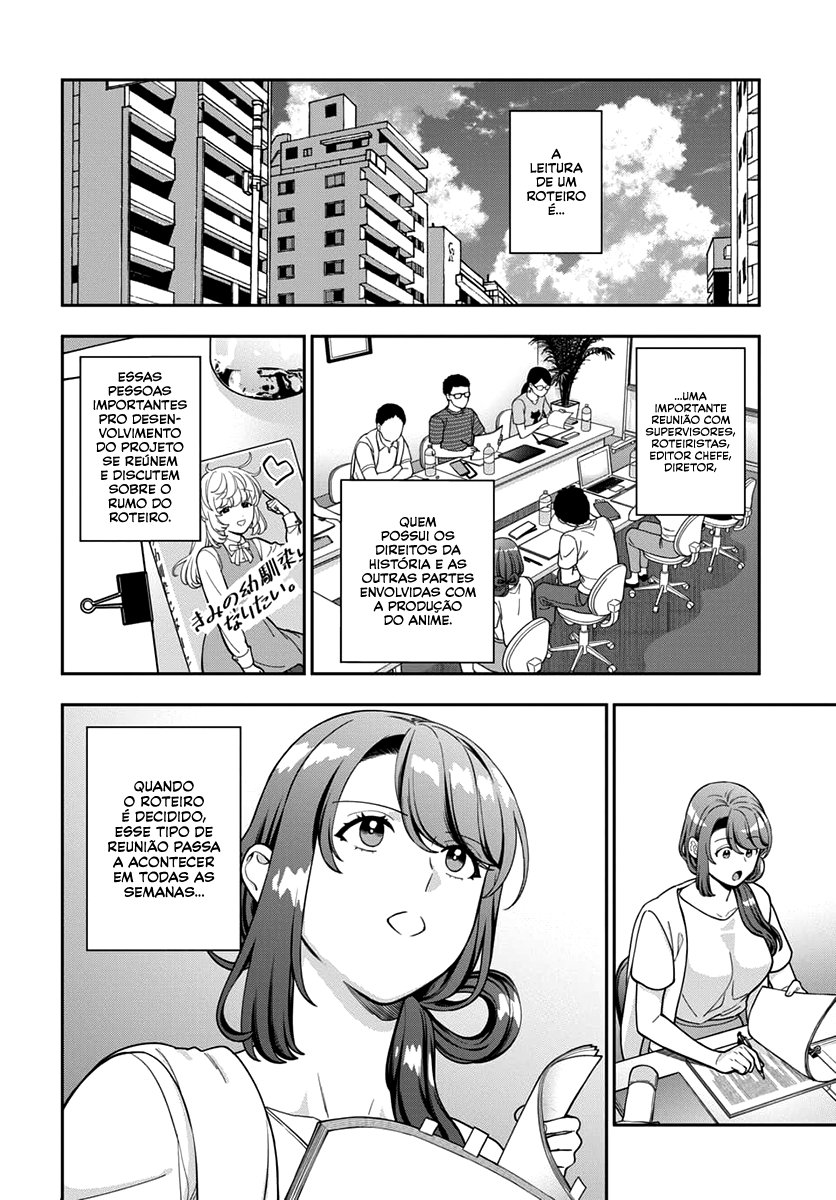 A
LEITURA
DE UM
ROTEIRO
É...
...UMA
IMPORTANTE
REUNIÃO COM
SUPERVISORES,
ROTEIRISTAS,
EDITOR CHEFE,
DIRETOR,
QUEM
POSSUI OS
DIREITOS DA
HISTÓRIA E AS
OUTRAS PARTES
ENVOLVIDAS COM
A PRODUÇÃO
DO ANIME.
ESSAS
PESSOAS
IMPORTANTES
PRO DESEN-
VOLVIMENTO
DO PROJETO
SE REÚNEM
E DISCUTEM
SOBRE O
RUMO DO
ROTEIRO.
きみの幼馴染に
なりたい。
QUANDO
O ROTEIRO
É DECIDIDO,
ESSE TIPO DE
REUNIÃO PASSA
A ACONTECER
EM TODAS AS
SEMANAS...